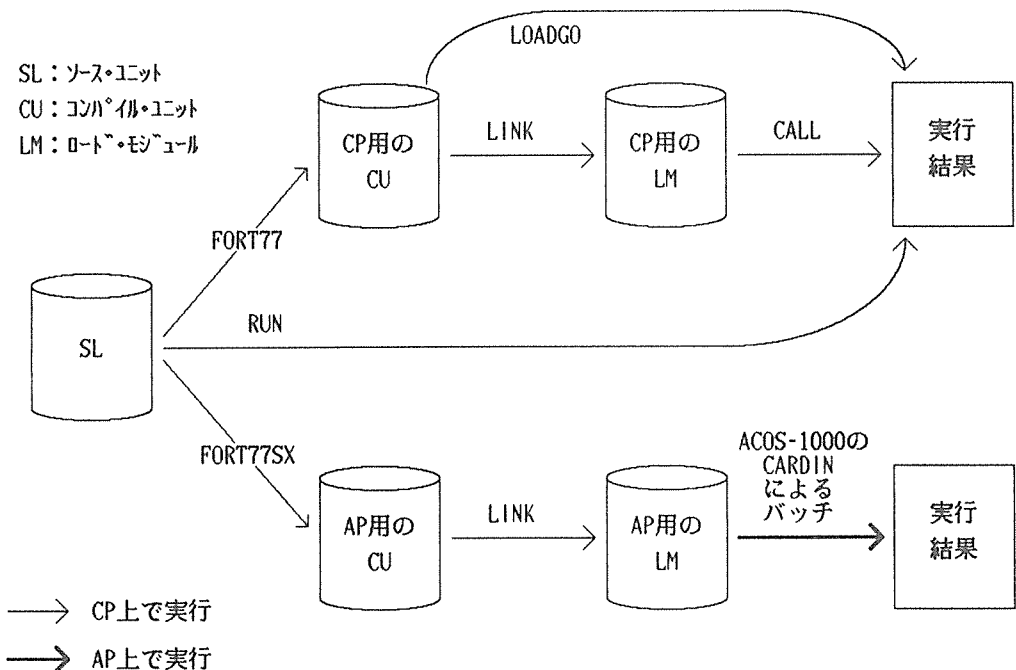 LOADGO
SL：ソース・ユニット
CU：コンパイル・ユニット
LM：ロード・モジュール
CP用の
CU
LINK
CP用の
LM
CALL
実行
結果
FORT77
RUN
SL
FORT77SX
AP用の
CU
LINK
AP用の
LM
ACOS-1000の
CARDIN
による
バッチ
実行
結果
CP上で実行
AP上で実行